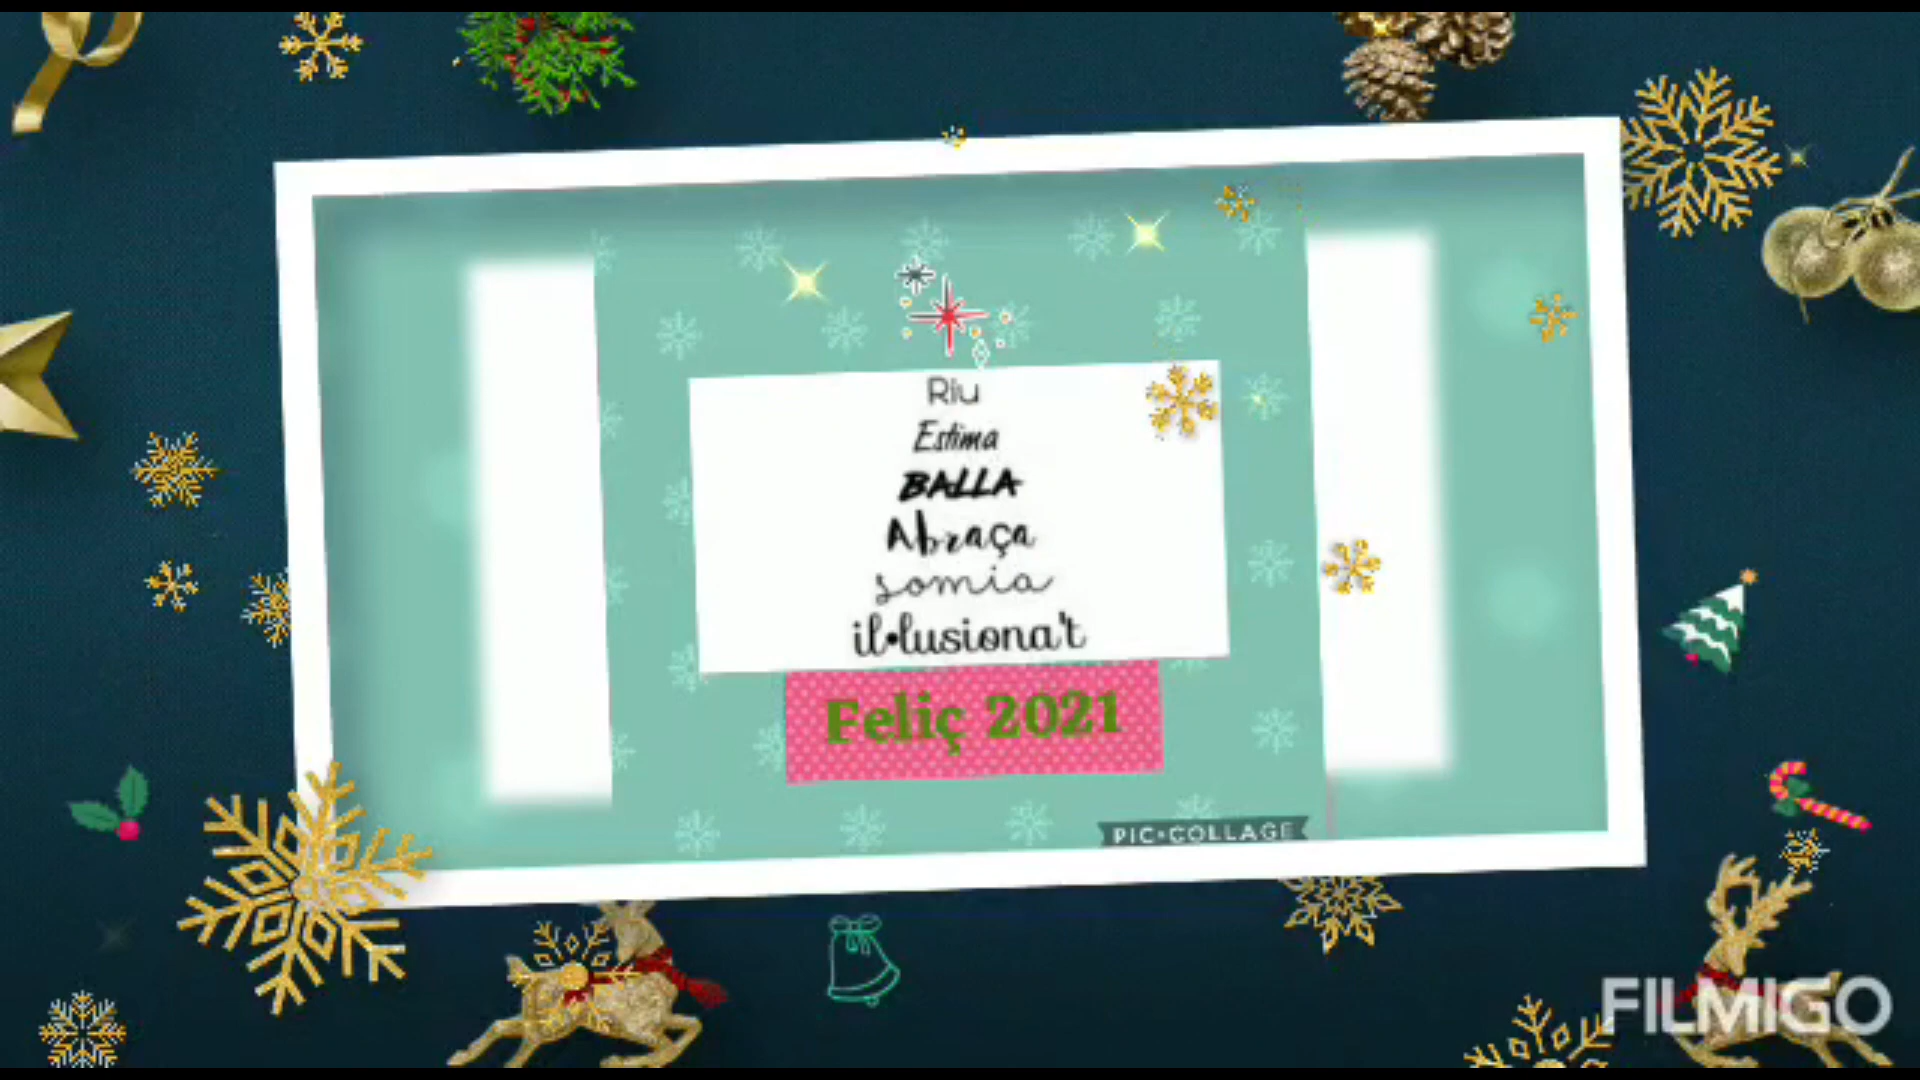 Riu
Estima
BALLA
Abraça
somia
il•lusiona't
Feliç 2021
PIC•COLLAGE
FILMIGO